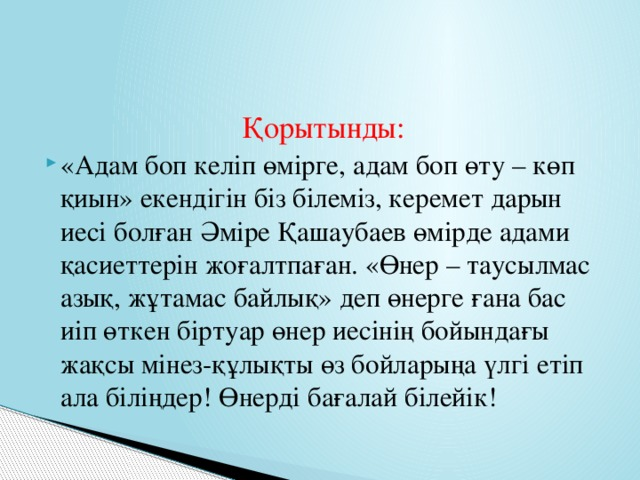 Қорытынды:
«Адам боп келіп өмірге, адам боп өту – көп
қиын» екендігін біз білеміз, керемет дарын
иесі болған Әміре Қашаубаев өмірде адами
қасиеттерін жоғалтпаған. «Өнер – таусылмас
азық, жұтамас байлық» деп өнерге ғана бас
иіп өткен біртуар өнер иесінің бойындағы
жақсы мінез-құлықты өз бойларыңа үлгі етіп
ала біліңдер! Өнерді бағалай білейік!